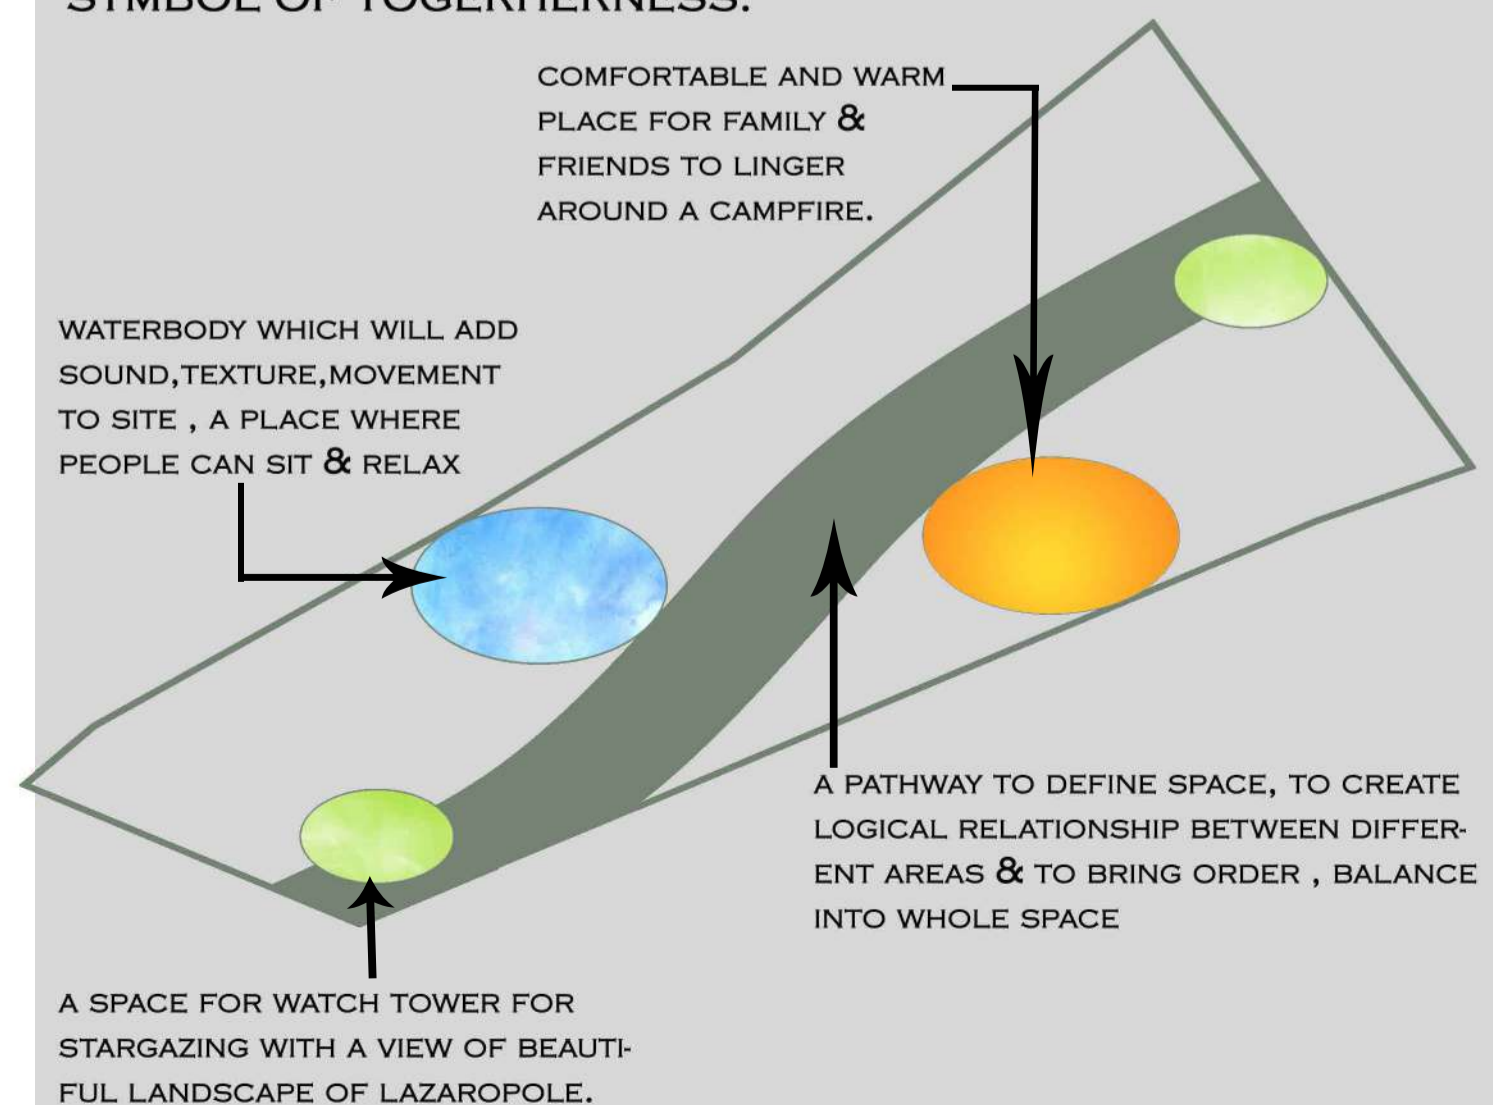 SYMBOL OF TOGERHERNESS.
COMFORTABLE AND WARM
PLACE FOR FAMILY &
FRIENDS TO LINGER
AROUND A CAMPFIRE.
WATERBODY WHICH WILL ADD
SOUND,TEXTURE,MOVEMENT
TO SITE , A PLACE WHERE
PEOPLE CAN SIT & RELAX
A PATHWAY TO DEFINE SPACE, TO CREATE
LOGICAL RELATIONSHIP BETWEEN DIFFER-
ENT AREAS & TO BRING ORDER , BALANCE
INTO WHOLE SPACE
A SPACE FOR WATCH TOWER FOR
STARGAZING WITH A VIEW OF BEAUTI-
FUL LANDSCAPE OF LAZAROPOLE.